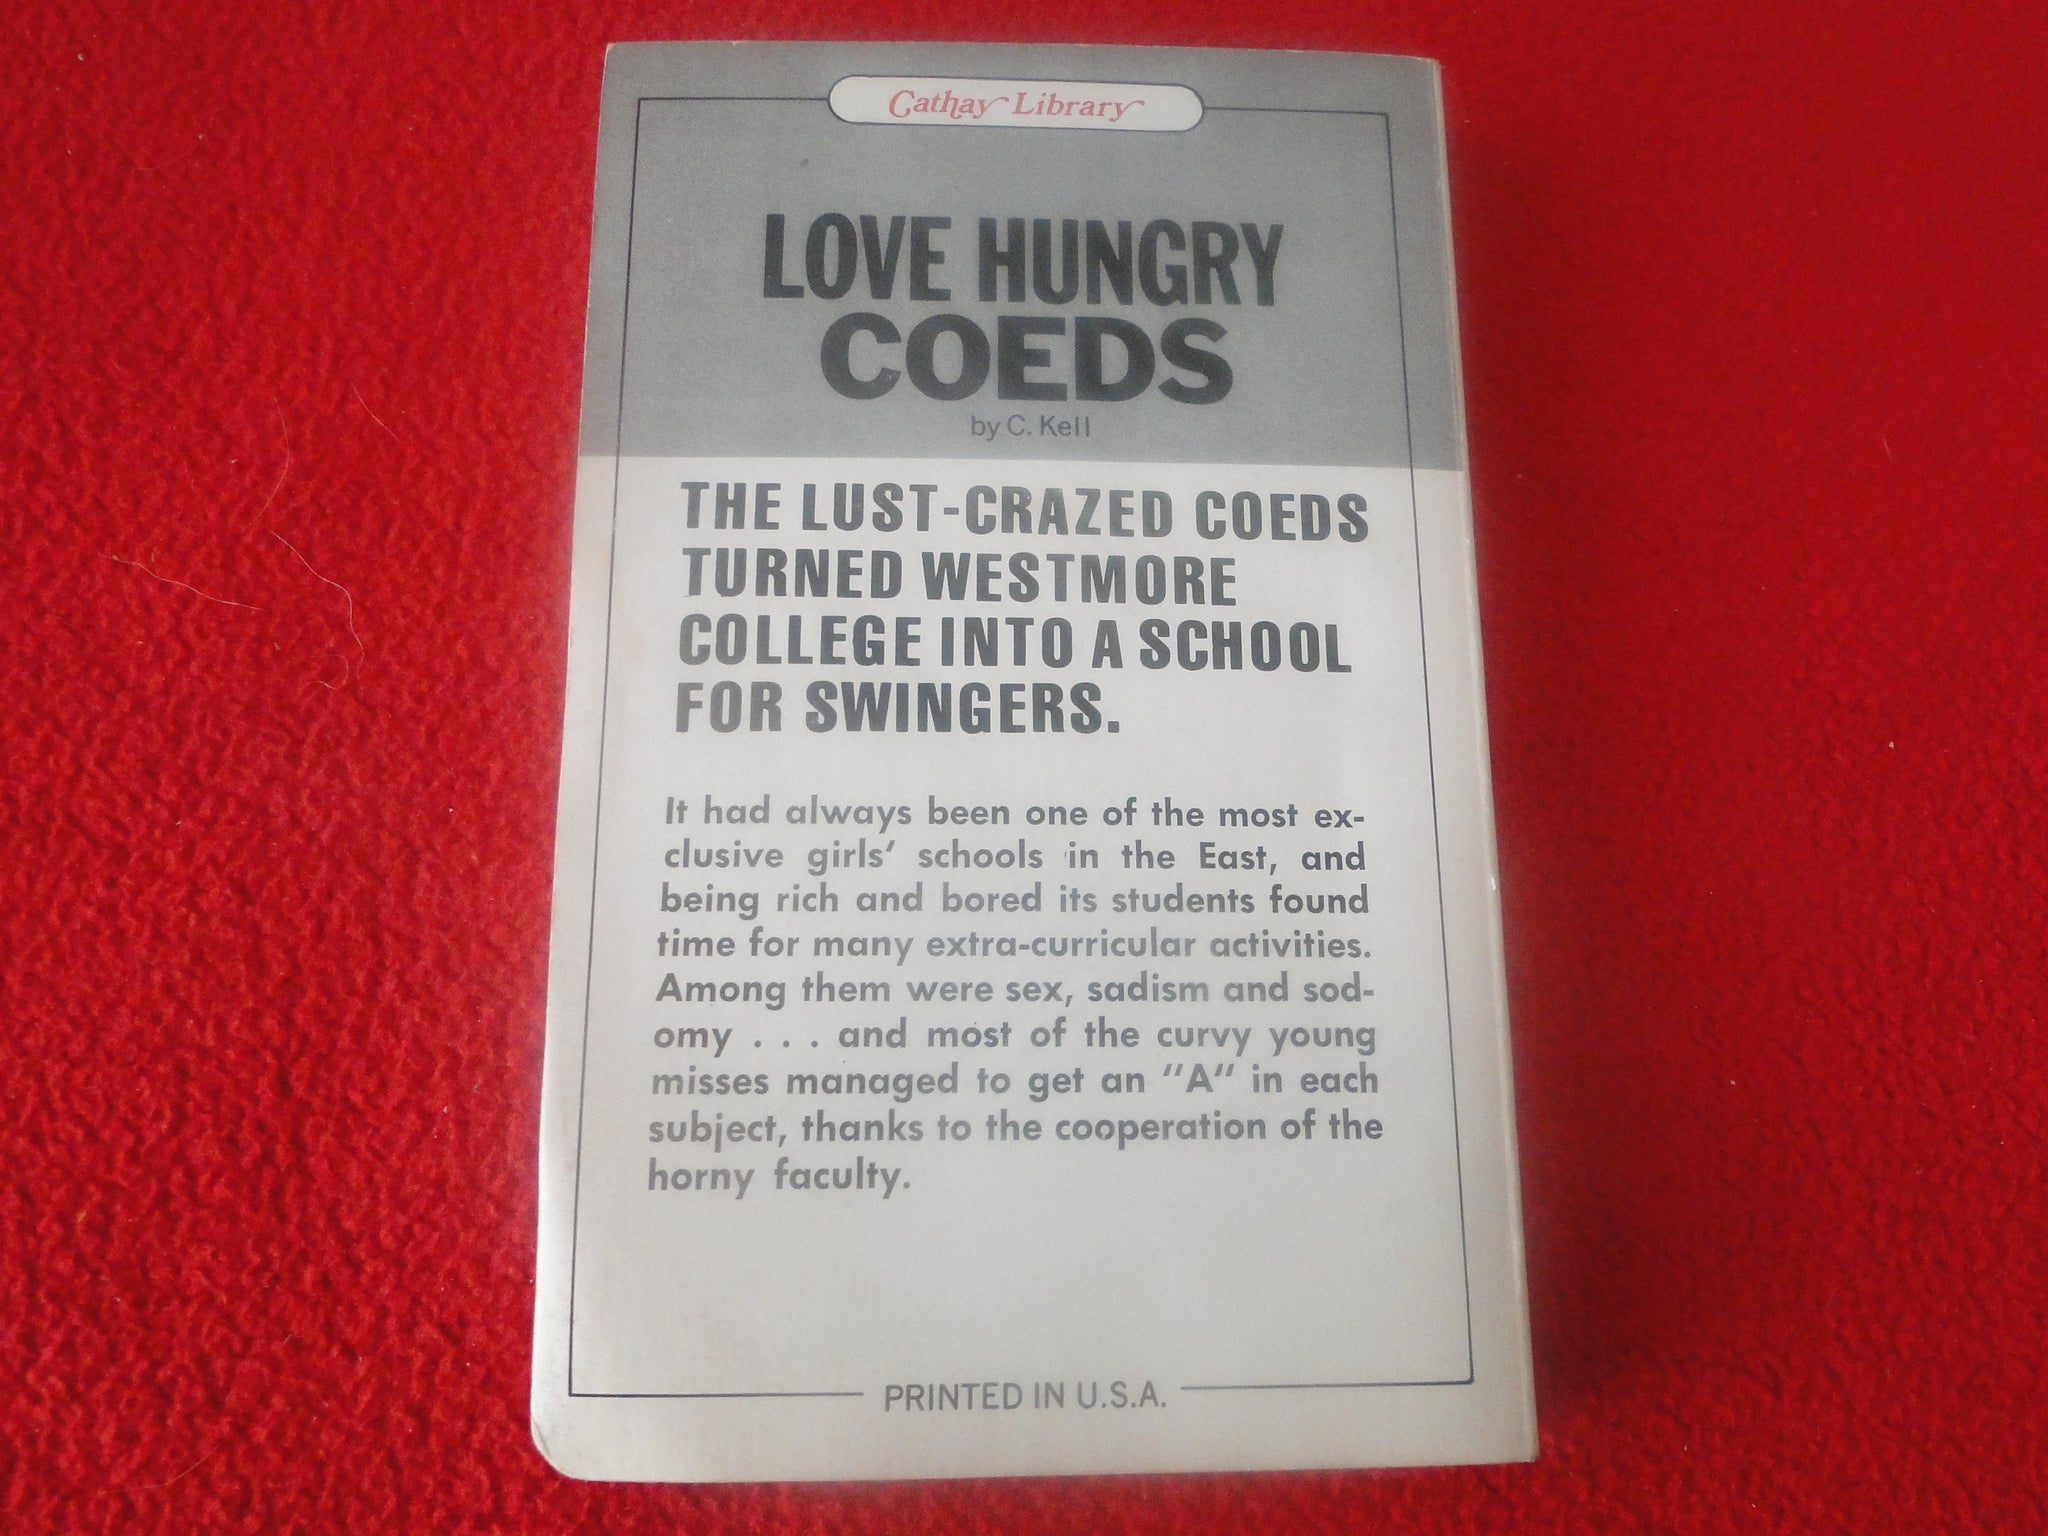 Cathay Library
LOVE HUNGRY
COEDS
by C. Kell
THE LUST-CRAZED COEDS
TURNED WESTMORE
COLLEGE INTO A SCHOOL
FOR SWINGERS.
It had always been one of the most ex-
clusive girls' schools in the East, and
being rich and bored its students found
time for many extra-curricular activities.
Among them were sex, sadism and sod-
omy . . . and most of the curvy young
misses managed to get an "A" in each
subject, thanks to the cooperation of the
horny faculty.
PRINTED IN U.S.A.